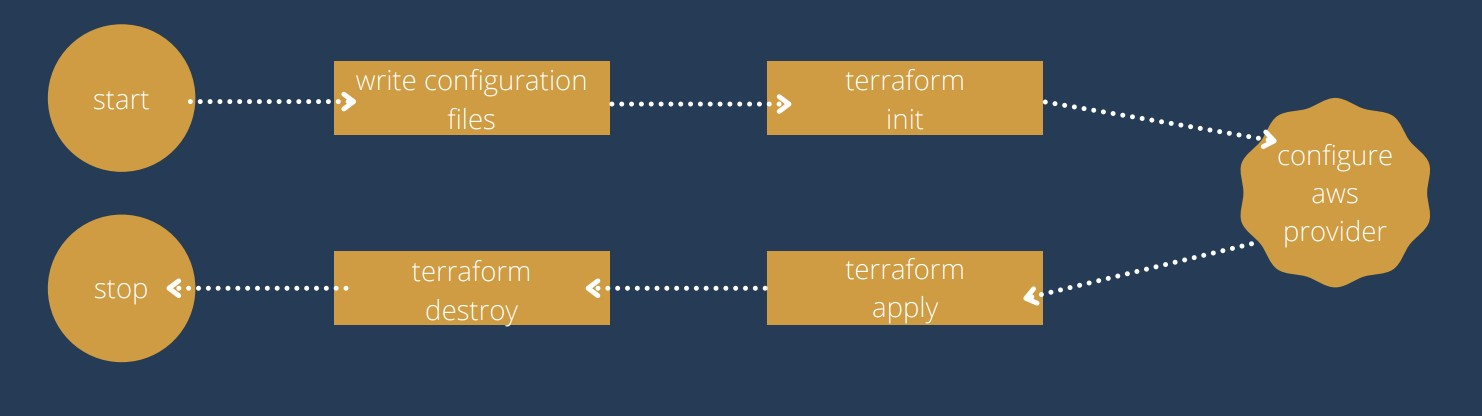 start
write configuration
files
terraform
init
configure
aws
provider
terraform
apply
terraform
destroy
stop